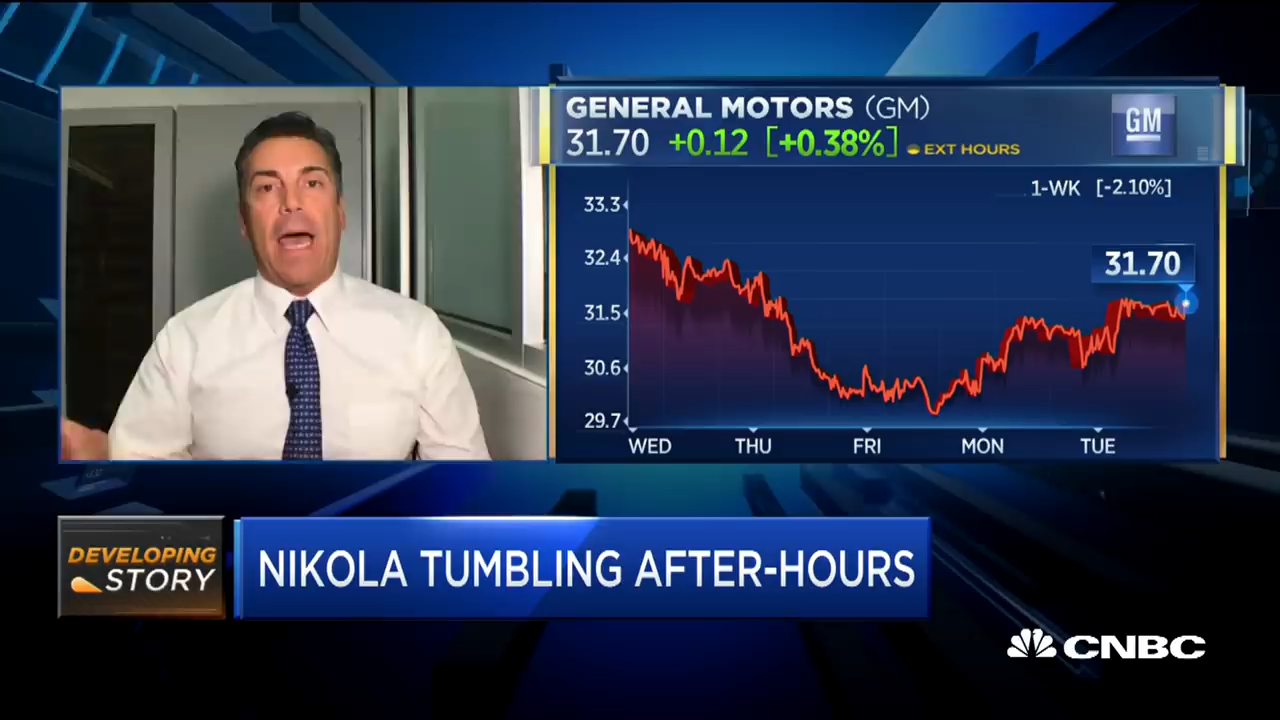 GENERAL MOTORS (GM)
31.70 +0.12 [+0.38%] EXT HOURS
GM
1-WK [-2.10%]
33.3
32.4
31.5
30.6
29.7
31.70
WED THU FRI MON TUE
DEVELOPING
STORY
NIKOLA TUMBLING AFTER-HOURS
CNBC